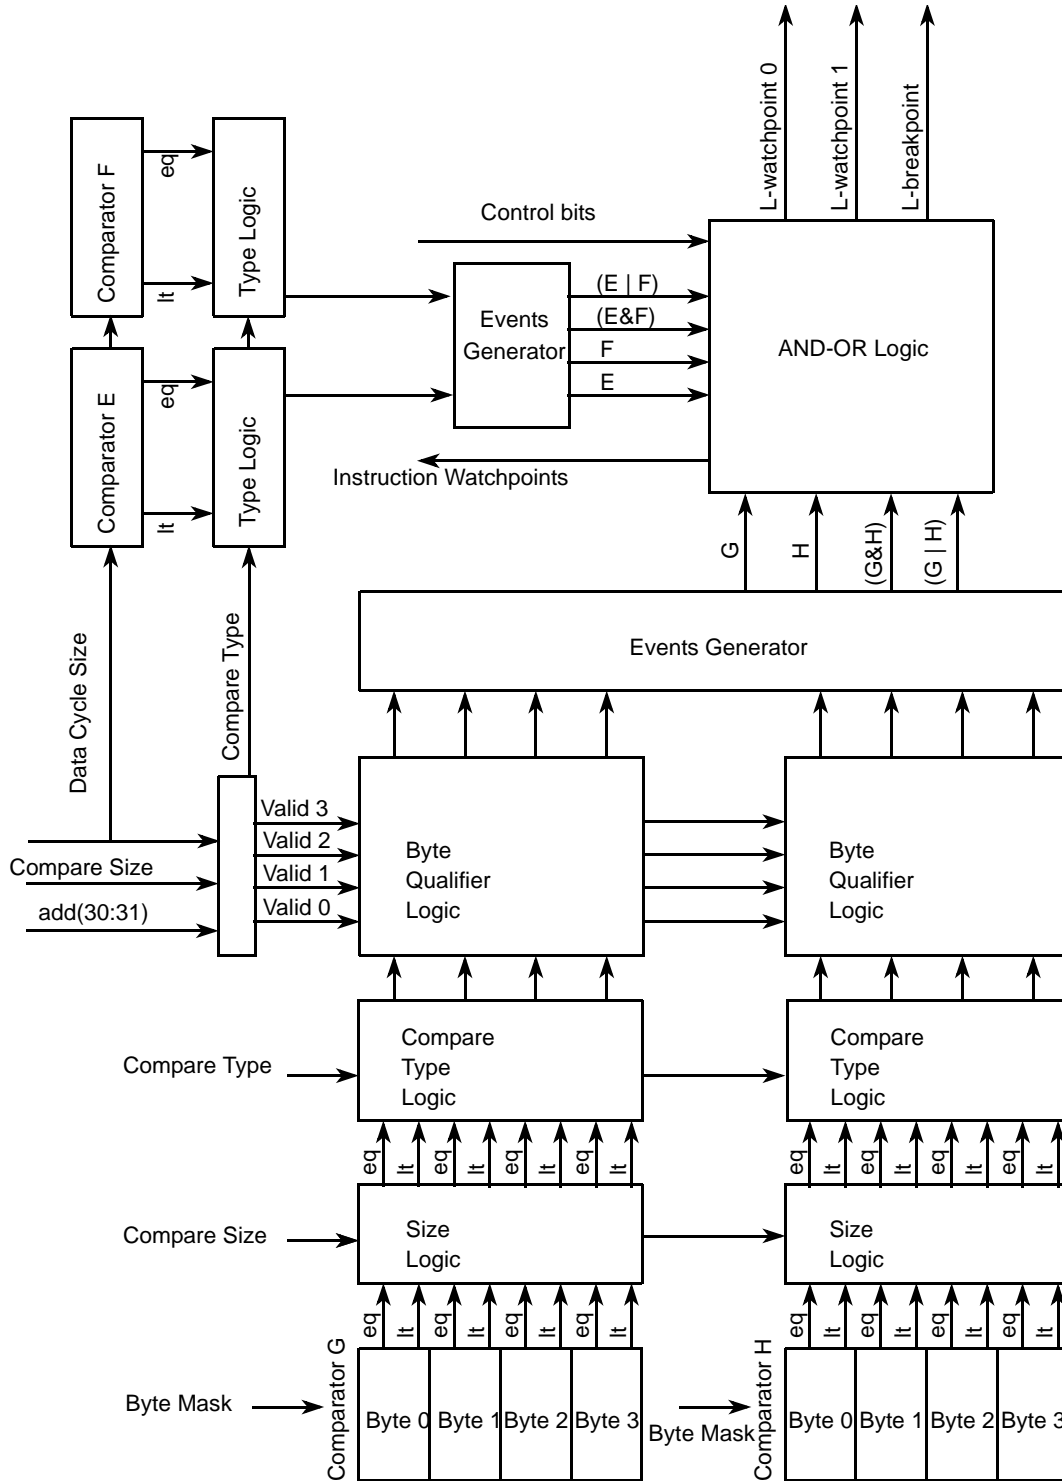 L-watchpoint 0
L-watchpoint 1
L-breakpoint
Comparator F
eq
lt
Type Logic
Control bits
Events
Generator
(E | F)
(E&F)
F
E
AND-OR Logic
Comparator E
eq
lt
Type Logic
Instruction Watchpoints
G
H
(G&H)
(G | H)
Events Generator
Data Cycle Size
Compare Type
Compare Size
add(30:31)
Valid 3
Valid 2
Valid 1
Valid 0
Byte
Qualifier
Logic
Byte
Qualifier
Logic
Compare Type
Compare
Type
Logic
Compare
Type
Logic
eq
lt
eq
lt
eq
lt
eq
lt
eq
lt
eq
lt
eq
lt
eq
lt
Compare Size
Size
Logic
Size
Logic
eq
lt
eq
lt
eq
lt
eq
lt
eq
lt
eq
lt
eq
lt
eq
lt
Byte Mask
Comparator G
Byte 0
Byte 1
Byte 2
Byte 3
Byte Mask
Comparator H
Byte 0
Byte 1
Byte 2
Byte 3